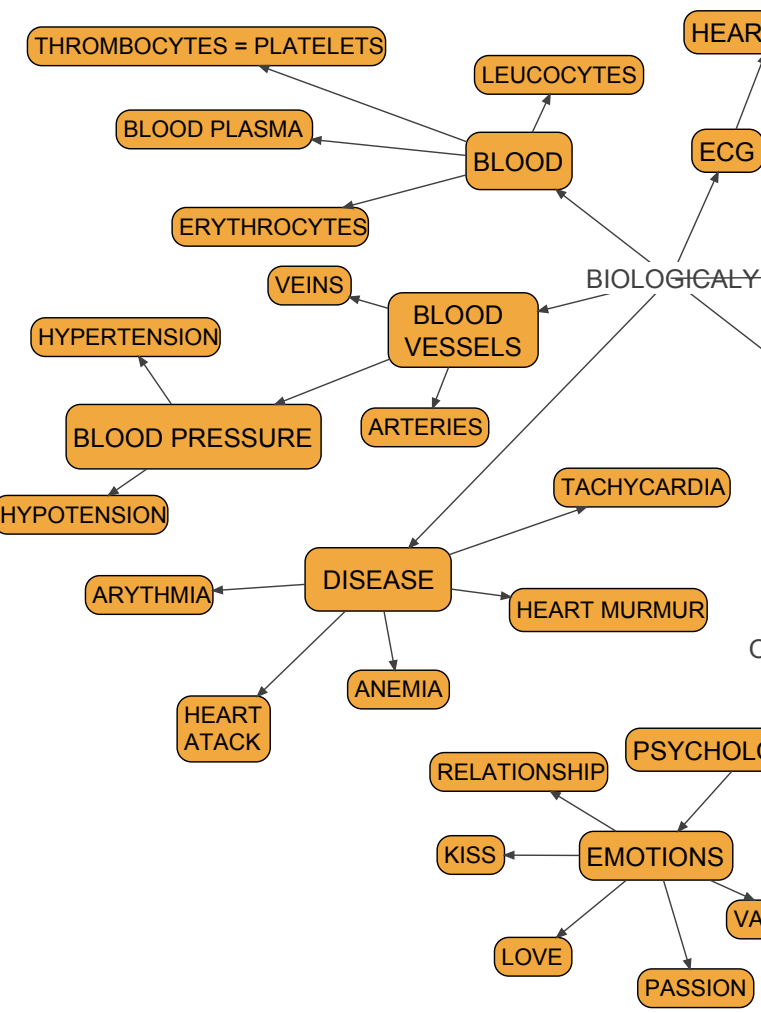 THROMBOCYTES = PLATELETS
HEAR
LEUCOCYTES
BLOOD PLASMA
BLOOD
ECG
ERYTHROCYTES
VEINS
BIOLOGICALY
BLOOD
VESSELS
HYPERTENSION
ARTERIES
BLOOD PRESSURE
HYPOTENSION
TACHYCARDIA
DISEASE
ARYTHMIA
HEART MURMUR
ANEMIA
HEART
ATACK
PSYCHOLO
RELATIONSHIP
KISS
EMOTIONS
VA
LOVE
PASSION